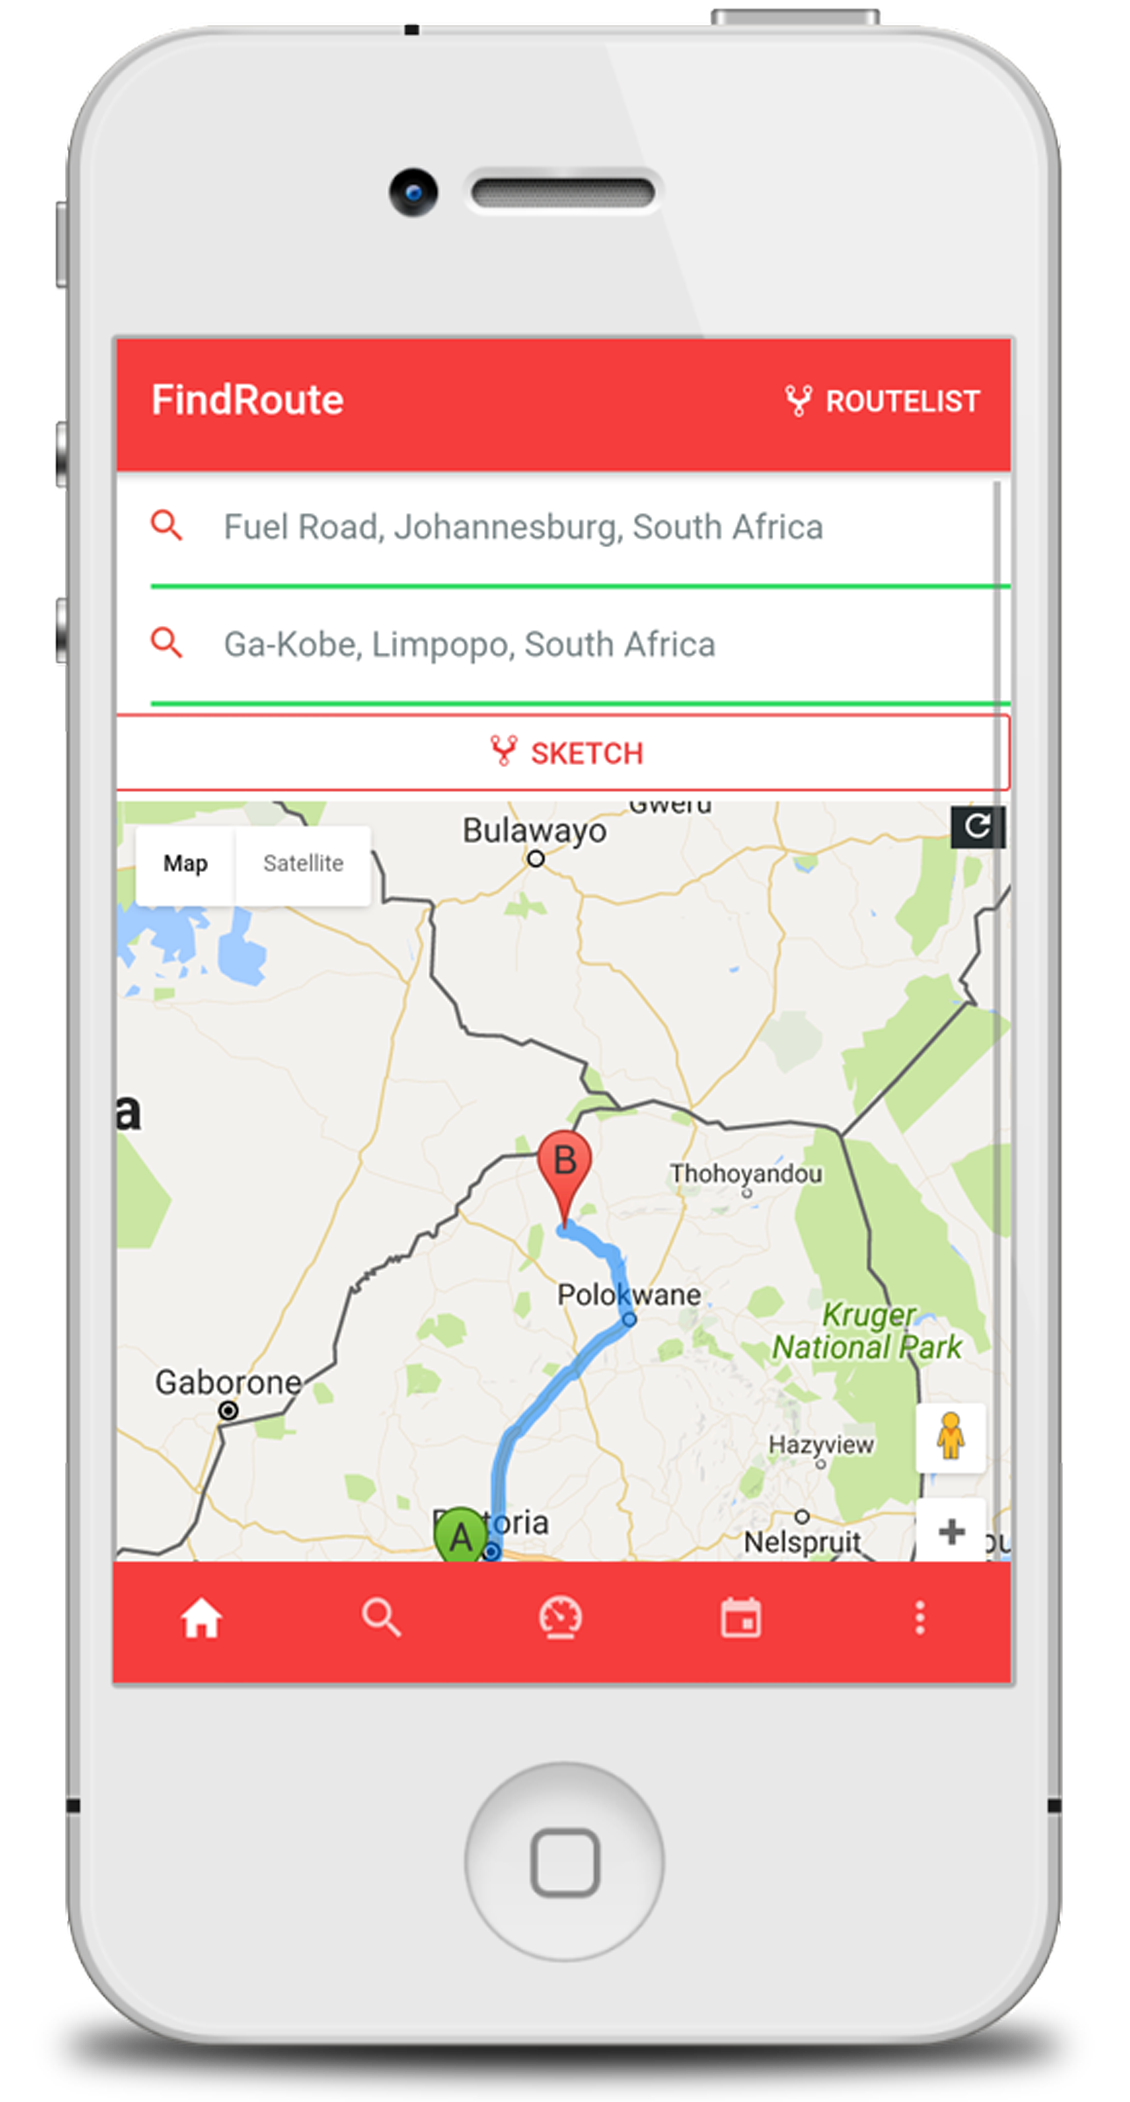 FindRoute
ROUTELIST
Fuel Road, Johannesburg, South Africa
Ga-Kobe, Limpopo, South Africa
SKETCH
Gweru
Bulawayo
Map
Satellite
a
B
Thohoyandou
Polokwane
Kruger
National Park
Gaborone
Hazyview
A
toria
Nelspruit